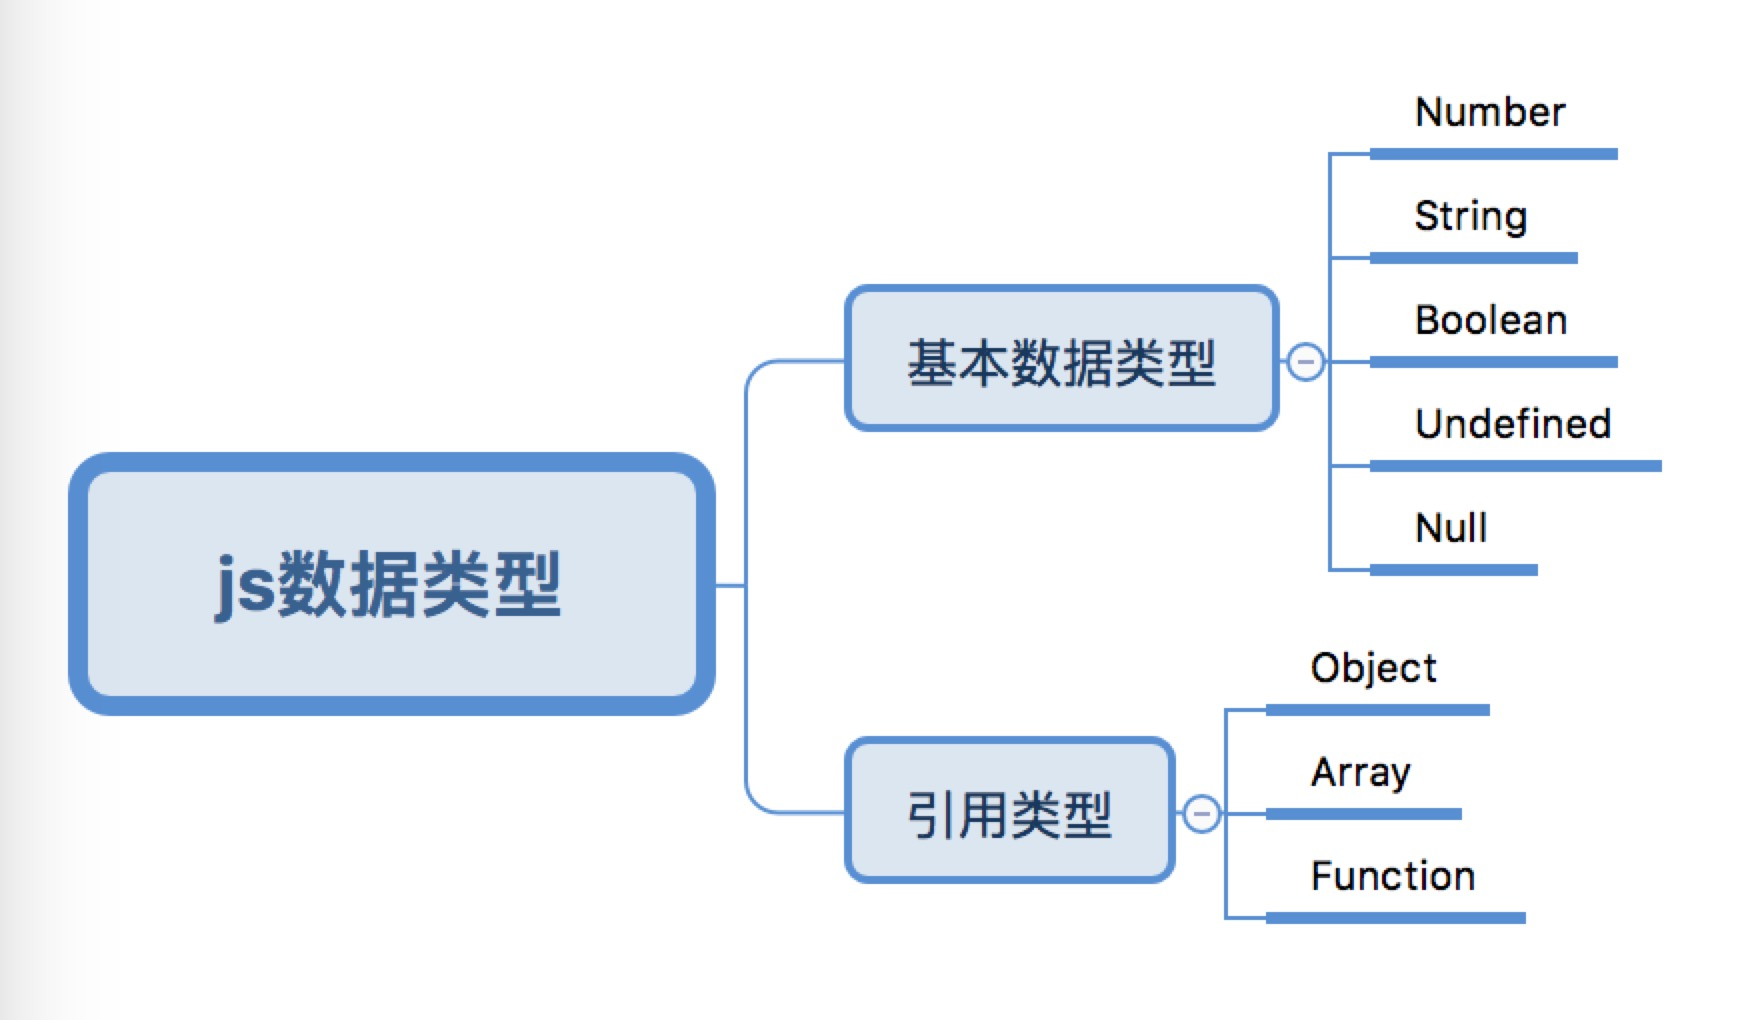 js数据类型
基本数据类型
Number
String
Boolean
Undefined
Null
引用类型
Object
Array
Function